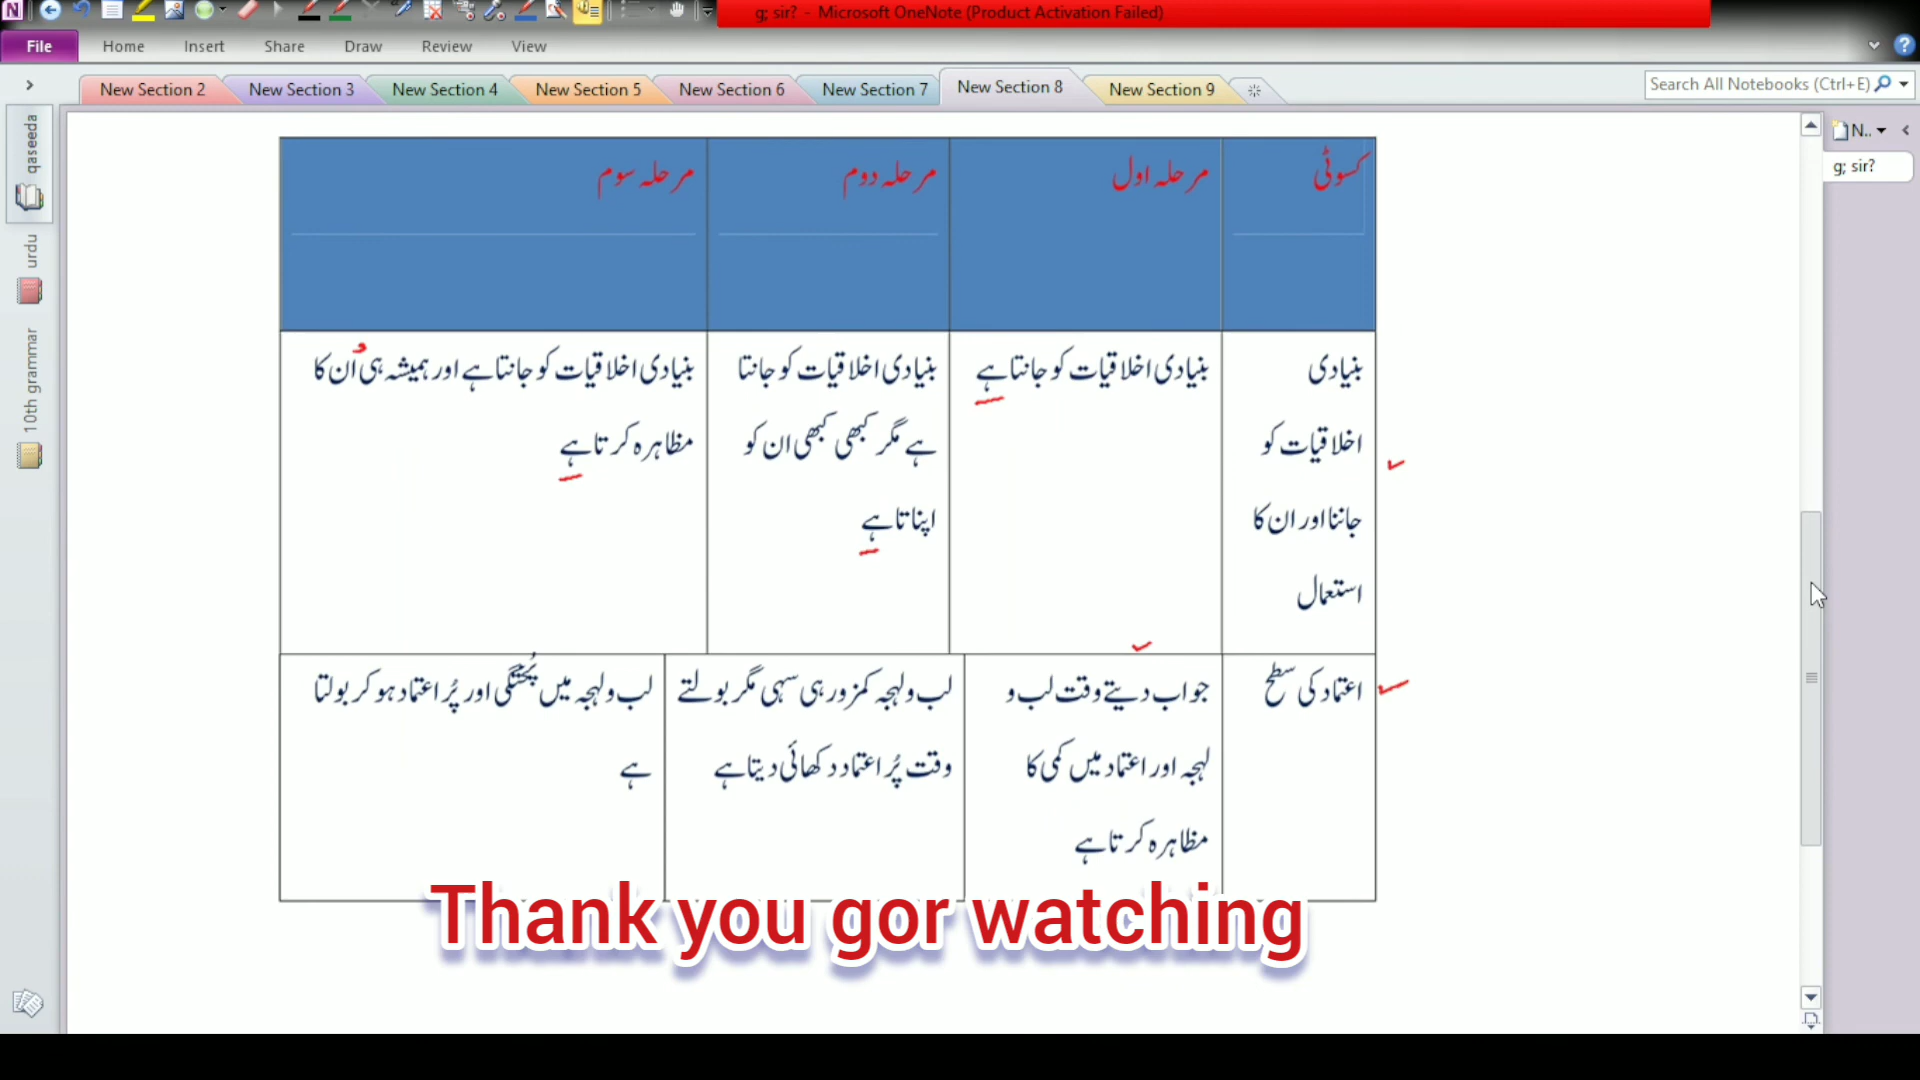 g; sir? - Microsoft OneNote (Product Activation Failed)
File Home Insert Share Draw Review View
New Section 2 New Section 3 New Section 4 New Section 5 New Section 6 New Section 7 New Section 8 New Section 9
Search All Notebooks (Ctrl+E)
N..
g; sir?
qaseeda
urdu
10th grammar
کسوٹی
مرحلہ اول
مرحلہ دوم
مرحلہ سوم
بنیادی
اخلاقیات کو
جاننا اور ان کا
استعمال
بنیادی اخلاقیات کو جانتا ہے
بنیادی اخلاقیات کو جانتا
ہے مگر کبھی کبھی ان کو
اپناتا ہے
بنیادی اخلاقیات کو جانتا ہے اور ہمیشہ ہی اُن کا
مظاہرہ کرتا ہے
اعتماد کی سطح
جواب دیتے وقت لب و
لہجہ اور اعتماد میں کمی کا
مظاہرہ کرتا ہے
لب و لہجہ کمزور ہی سہی مگر بولتے
وقت پُر اعتماد دکھائی دیتا ہے
لب و لہجہ میں پُختگی اور پُر اعتماد ہو کر بولتا
ہے
Thank you gor watching